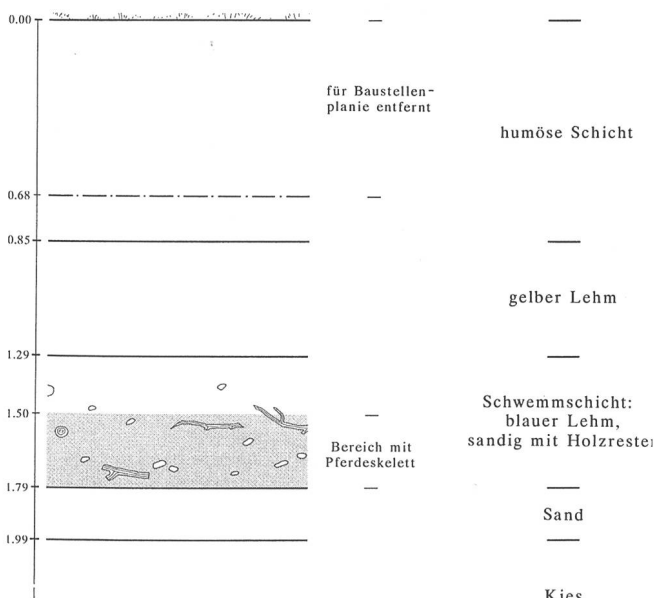 0.00
für Baustellen-
planie entfernt
humöse Schicht
0.68
0.85
gelber Lehm
1.29
Schwemmschicht:
blauer Lehm,
sandig mit Holzreste
1.50
Bereich mit
Pferdeskelett
1.79
Sand
1.99
Kies